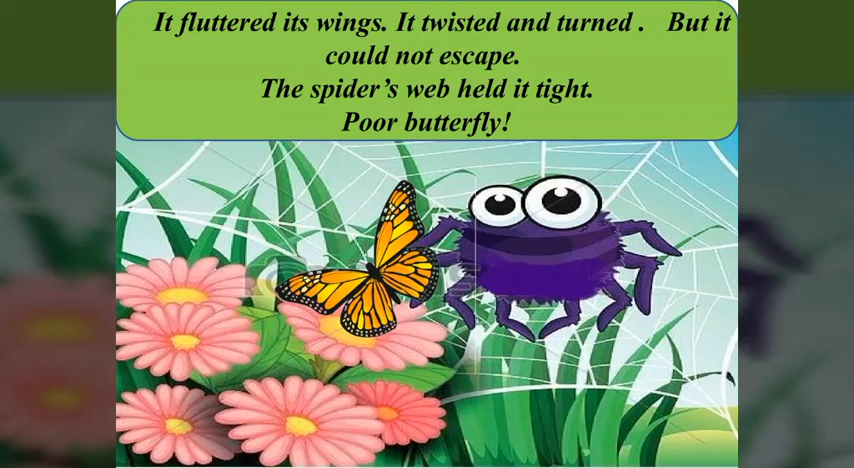 It fluttered its wings. It twisted and turned . But it
could not escape.
The spider’s web held it tight.
Poor butterfly!